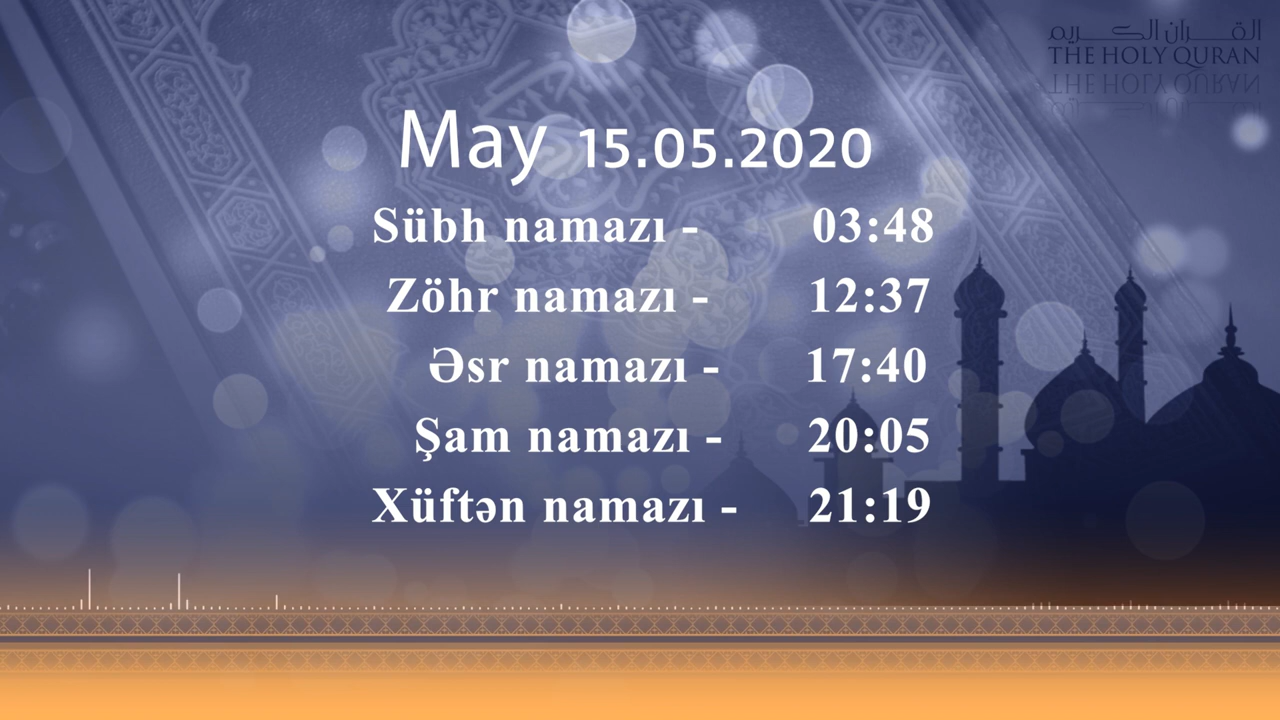 القرآن الكريم
THE HOLY QURAN
May 15.05.2020
Sübh namazı - 03:48
Zöhr namazı - 12:37
Əsr namazı - 17:40
Şam namazı - 20:05
Xüftən namazı - 21:19